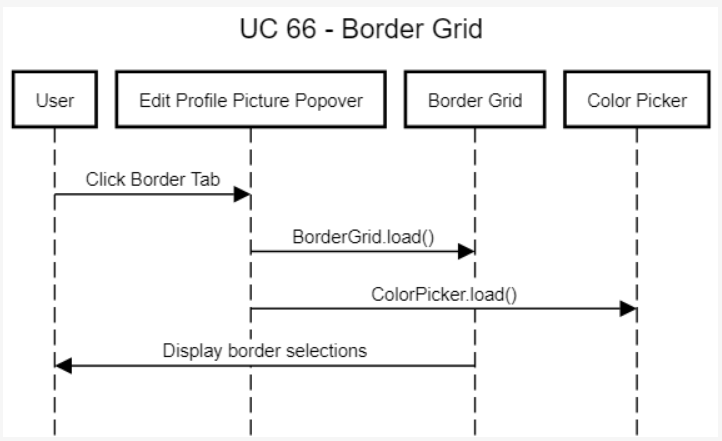 UC 66 - Border Grid
User
Edit Profile Picture Popover
Border Grid
Color Picker
Click Border Tab
BorderGrid.load()
ColorPicker.load()
Display border selections